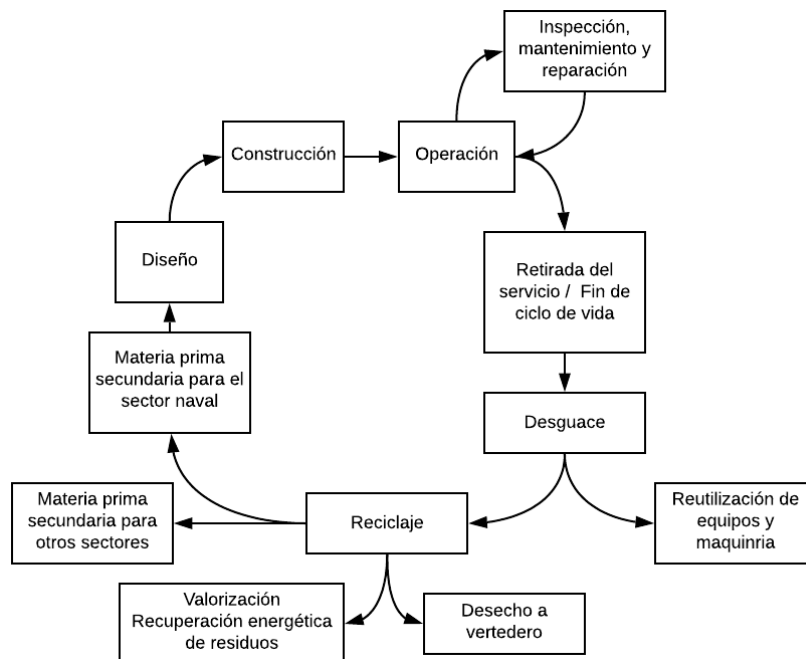 Inspección,
mantenimiento y
reparación
Construcción
Operación
Diseño
Retirada del
servicio /  Fin de
ciclo de vida
Materia prima
secundaria para el
sector naval
Desguace
Materia prima
secundaria para
otros sectores
Reciclaje
Reutilización de
equipos y
maquinria
Valorización
Recuperación energética
de residuos
Desecho a
vertedero